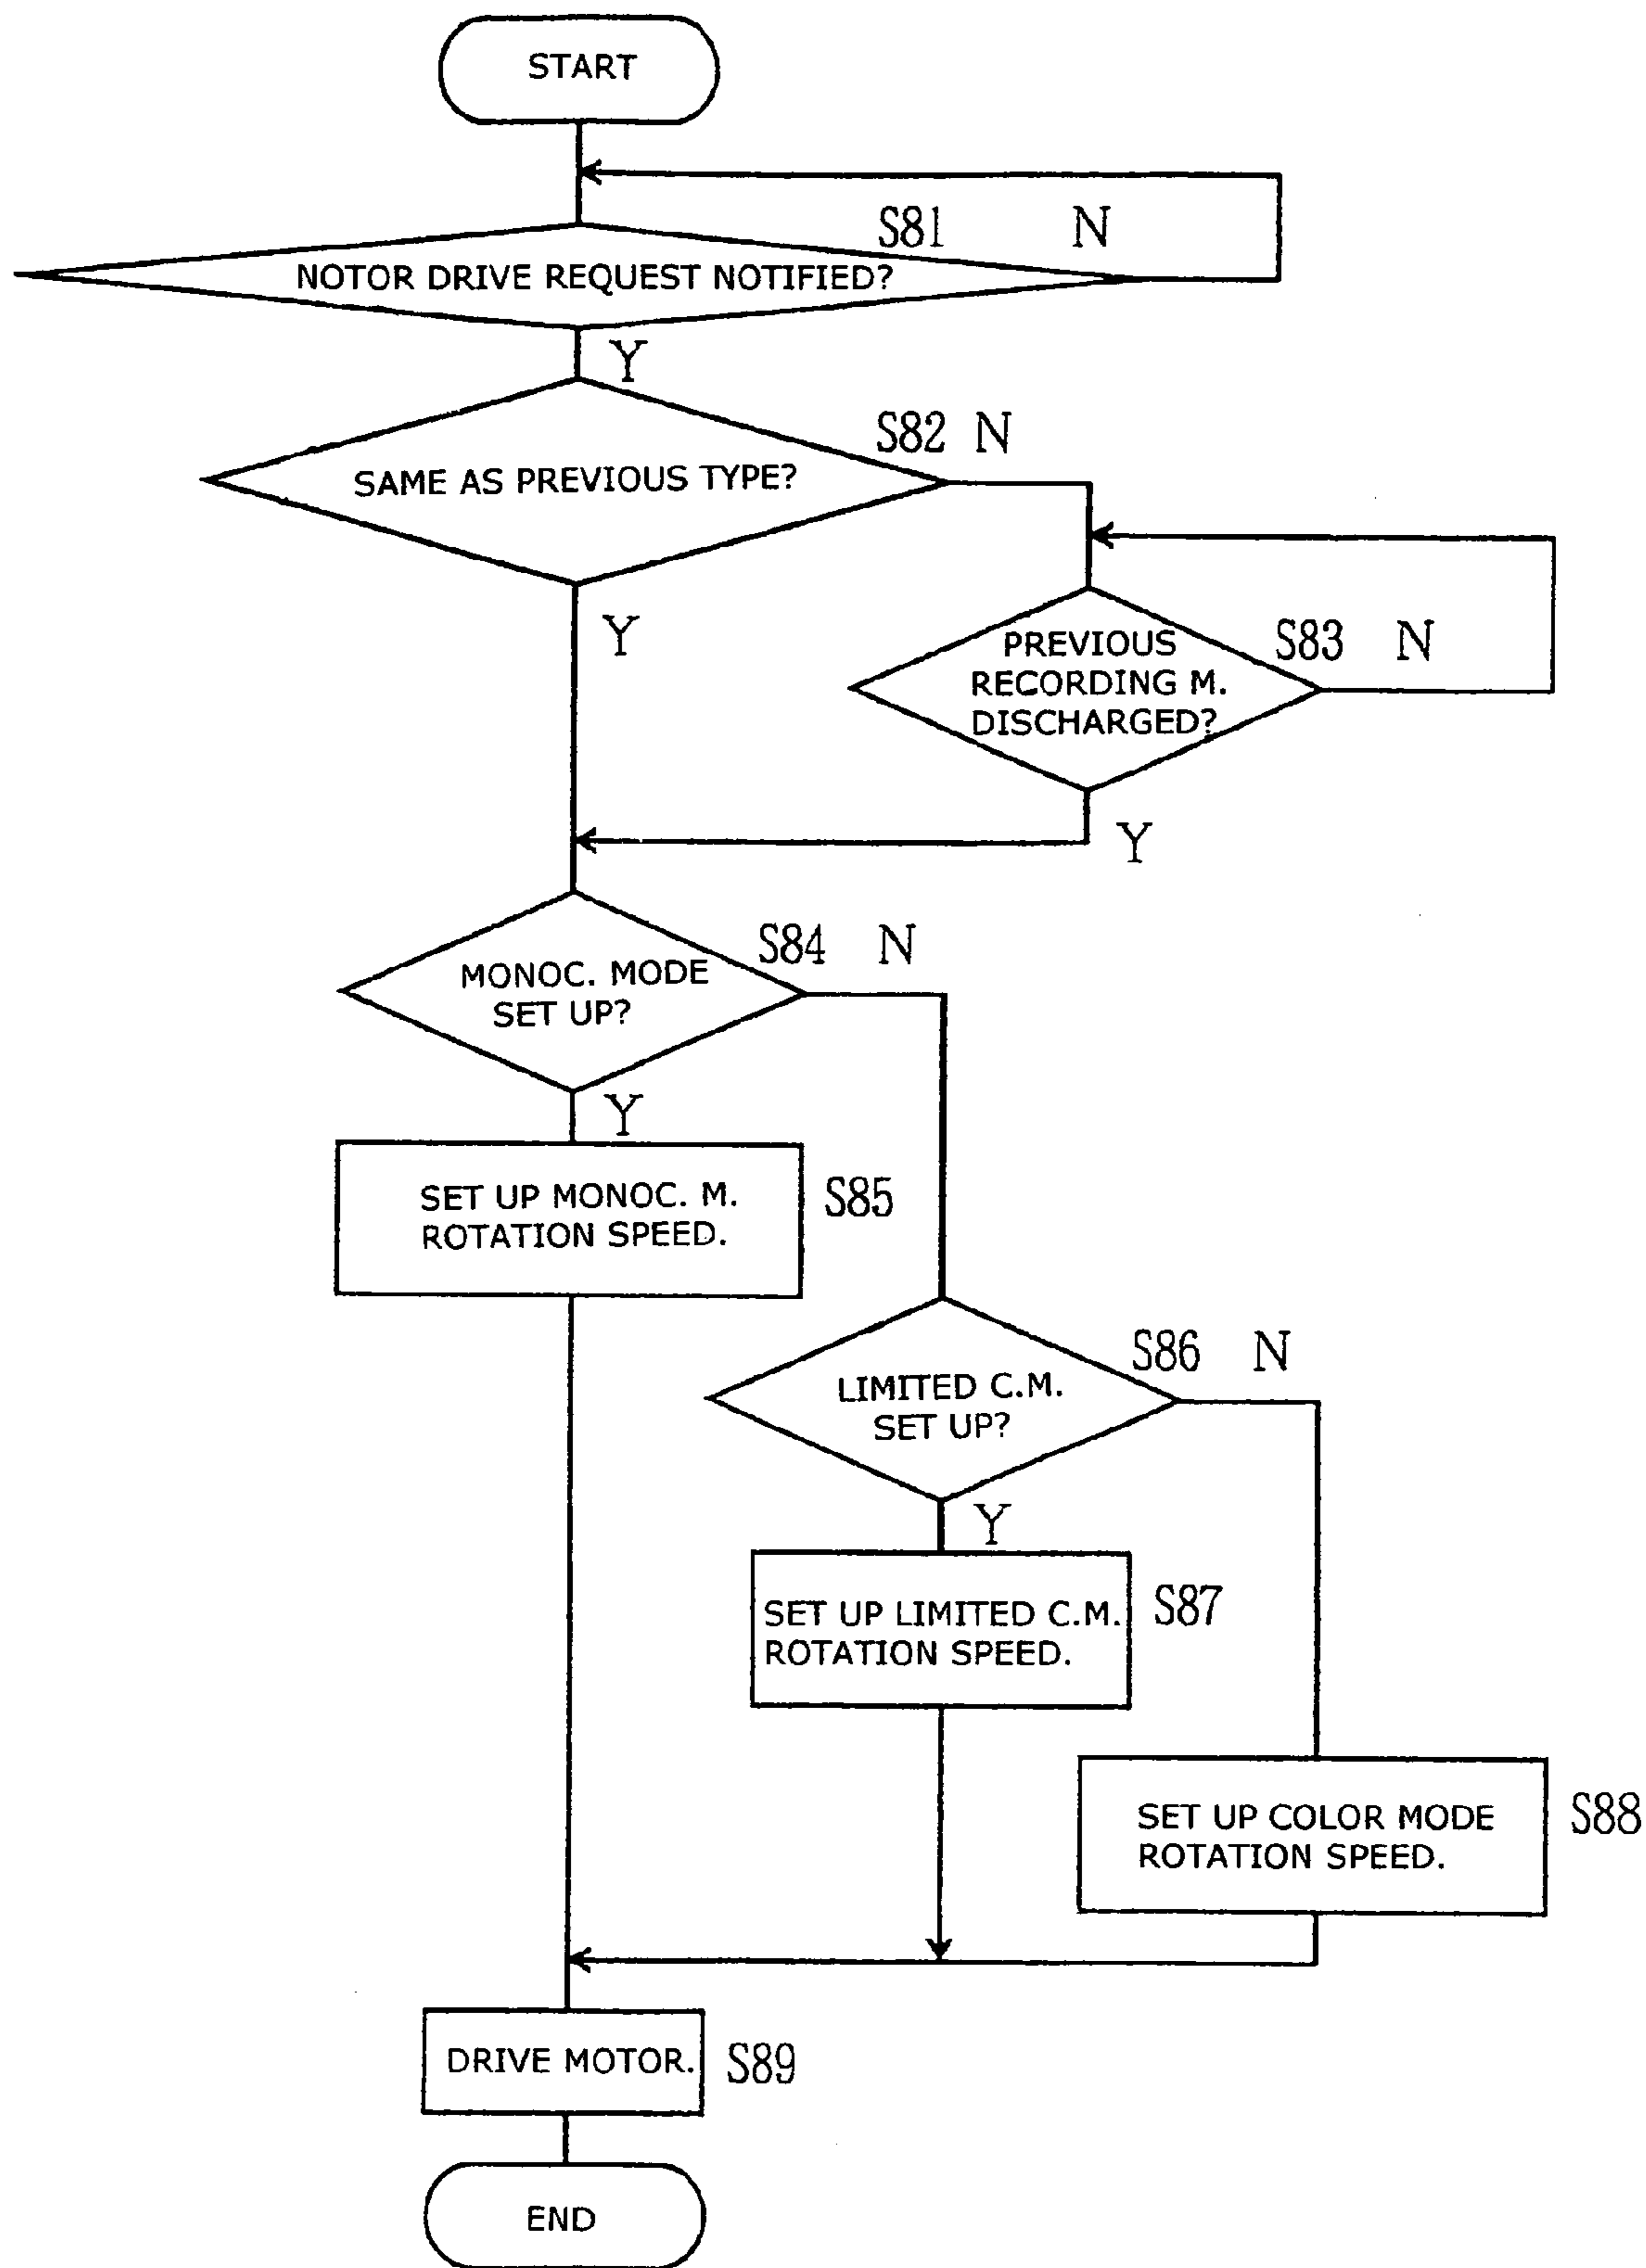 START
S81 N
NOTOR DRIVE REQUEST NOTIFIED?
Y
S82 N
SAME AS PREVIOUS TYPE?
Y
S83 N
PREVIOUS
RECORDING M.
DISCHARGED?
Y
S84 N
MONOC. MODE
SET UP?
Y
SET UP MONOC. M.
ROTATION SPEED.
S85
S86 N
LIMITED C.M.
SET UP?
Y
SET UP LIMITED C.M.
ROTATION SPEED.
S87
SET UP COLOR MODE
ROTATION SPEED.
S88
DRIVE MOTOR.
S89
END